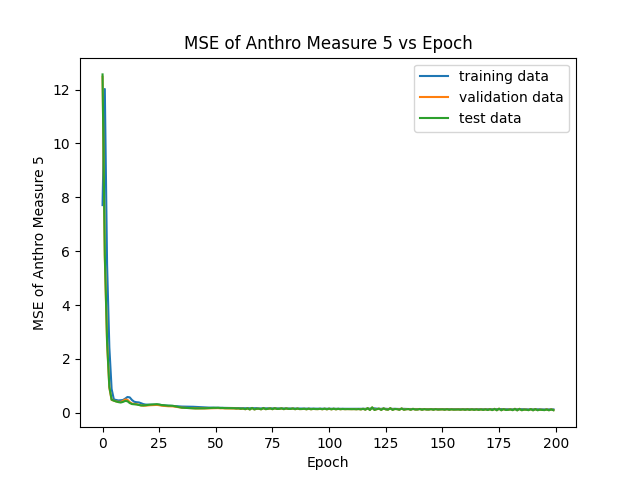 MSE of Anthro Measure 5 vs Epoch
training data
validation data
test data
MSE of Anthro Measure 5
12
10
8
6
4
2
0
0 25 50 75 100 125 150 175 200
Epoch